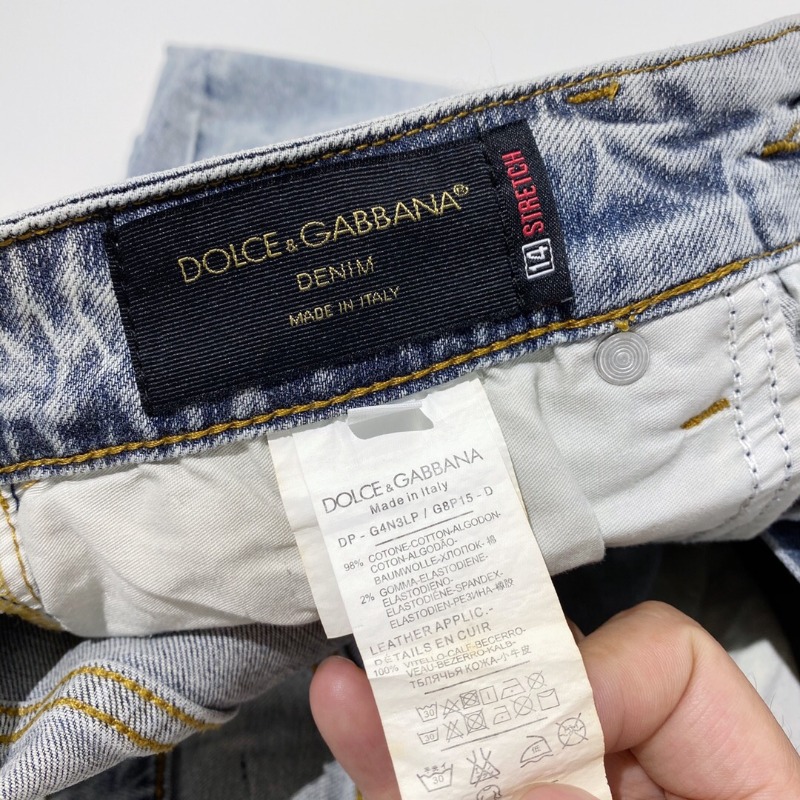 DOLCE & GABBANA®
DENIM
MADE IN ITALY
14 STRETCH
DOLCE & GABBANA
Made in Italy
DP - G4N3LP / G8P15 - D
98% COTONE-COTTON-ALGODON-
COTON-ALGODÃO-
BAUMWOLLE-ХЛОПОК-棉
2% GOMMA-ELASTODIENE-
ELASTODIENO-
ELASTODIÈNE-SPANDEX-
ELASTODIEN-РЕЗИНА-橡胶
LEATHER APPLIC.-
DÉTAILS EN CUIR
100% VITELLO-CALF-BECERRO-
VEAU-BEZERRO-KALB-
ТЕЛЯЧЬЯ КОЖА-小牛皮
30
30
30